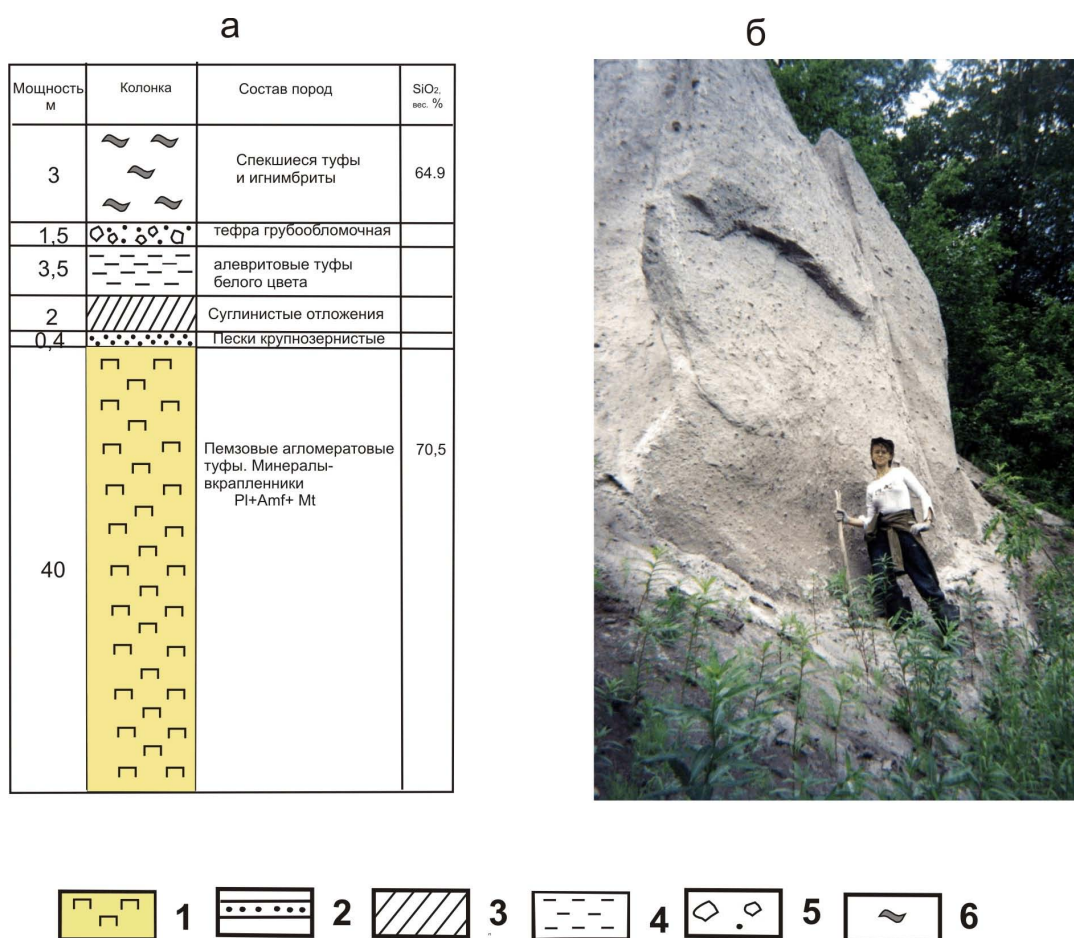 а
б
Мощность, м
Колонка
Состав пород
SiO2, вес. %
3
Спекшиеся туфы
и игнимбриты
64.9
1,5
тефра грубообломочная
3,5
алевритовые туфы
белого цвета
2
Суглинистые отложения
0,4
Пески крупнозернистые
40
Пемзовые агломератовые
туфы. Минералы-
вкрапленники
Pl+Amf+ Mt
70,5
1
2
3
4
5
6